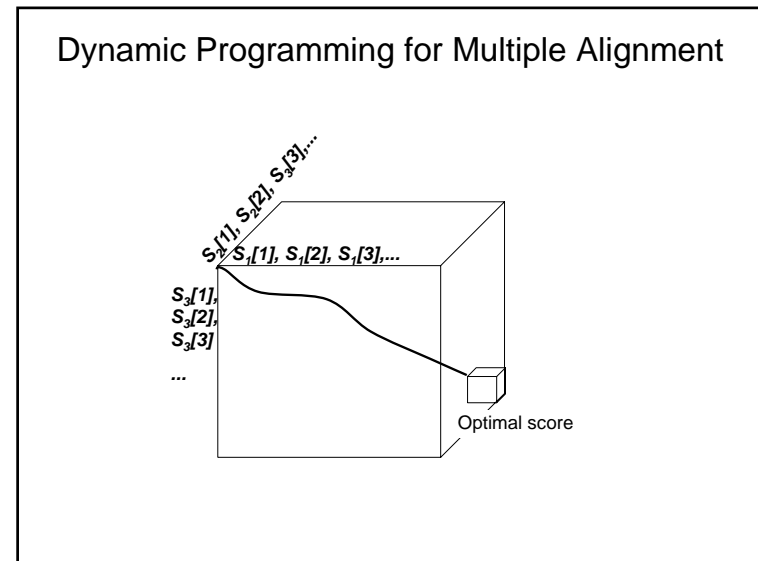 Dynamic Programming for Multiple Alignment
S₂[1], S₂[2], S₃[3],...
S₁[1], S₁[2], S₁[3],...
S₃[1],
S₃[2],
S₃[3]
...
Optimal score